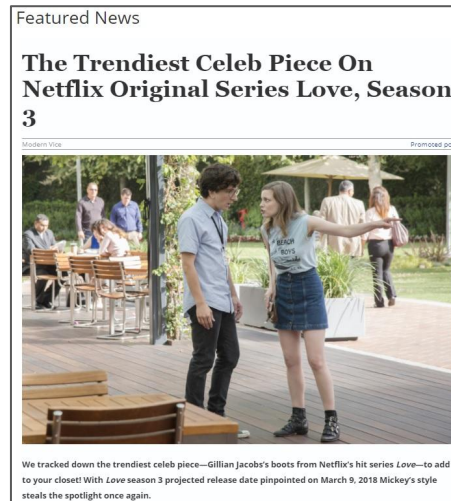 Featured News
The Trendiest Celeb Piece On
Netflix Original Series Love, Season
3
Modern Vice Promoted po
BEACH
BOYS
We tracked down the trendiest celeb piece—Gillian Jacobs's boots from Netflix's hit series Love—to add
to your closet! With Love season 3 projected release date pinpointed on March 9, 2018 Mickey's style
steals the spotlight once again.